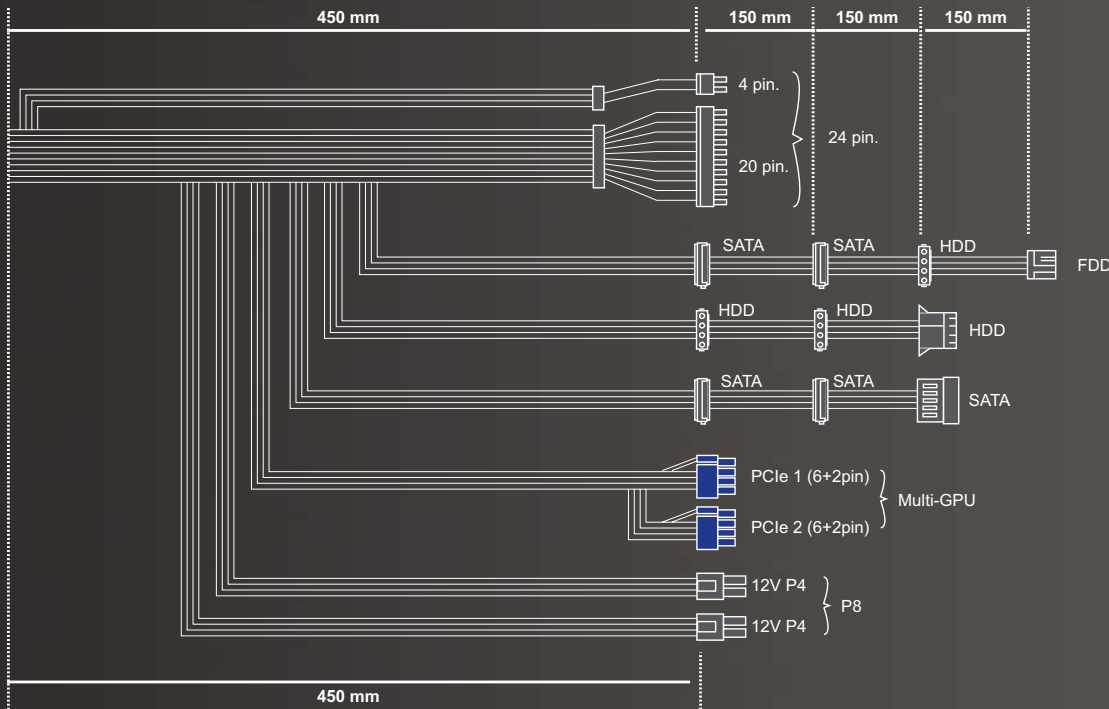 450 mm
150 mm
150 mm
150 mm
4 pin.
24 pin.
20 pin.
SATA
SATA
HDD
FDD
HDD
HDD
HDD
SATA
SATA
SATA
PCIe 1 (6+2pin)
Multi-GPU
PCIe 2 (6+2pin)
12V P4
P8
12V P4
450 mm